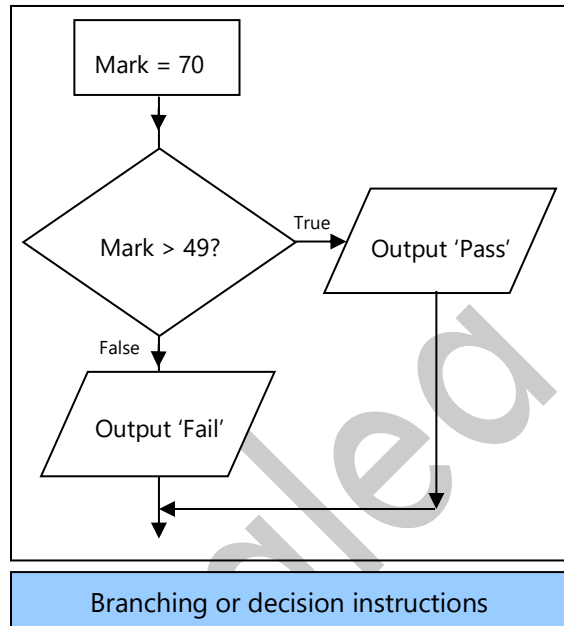 Mark = 70
Mark > 49?
True
Output ‘Pass’
False
Output ‘Fail’
Branching or decision instructions